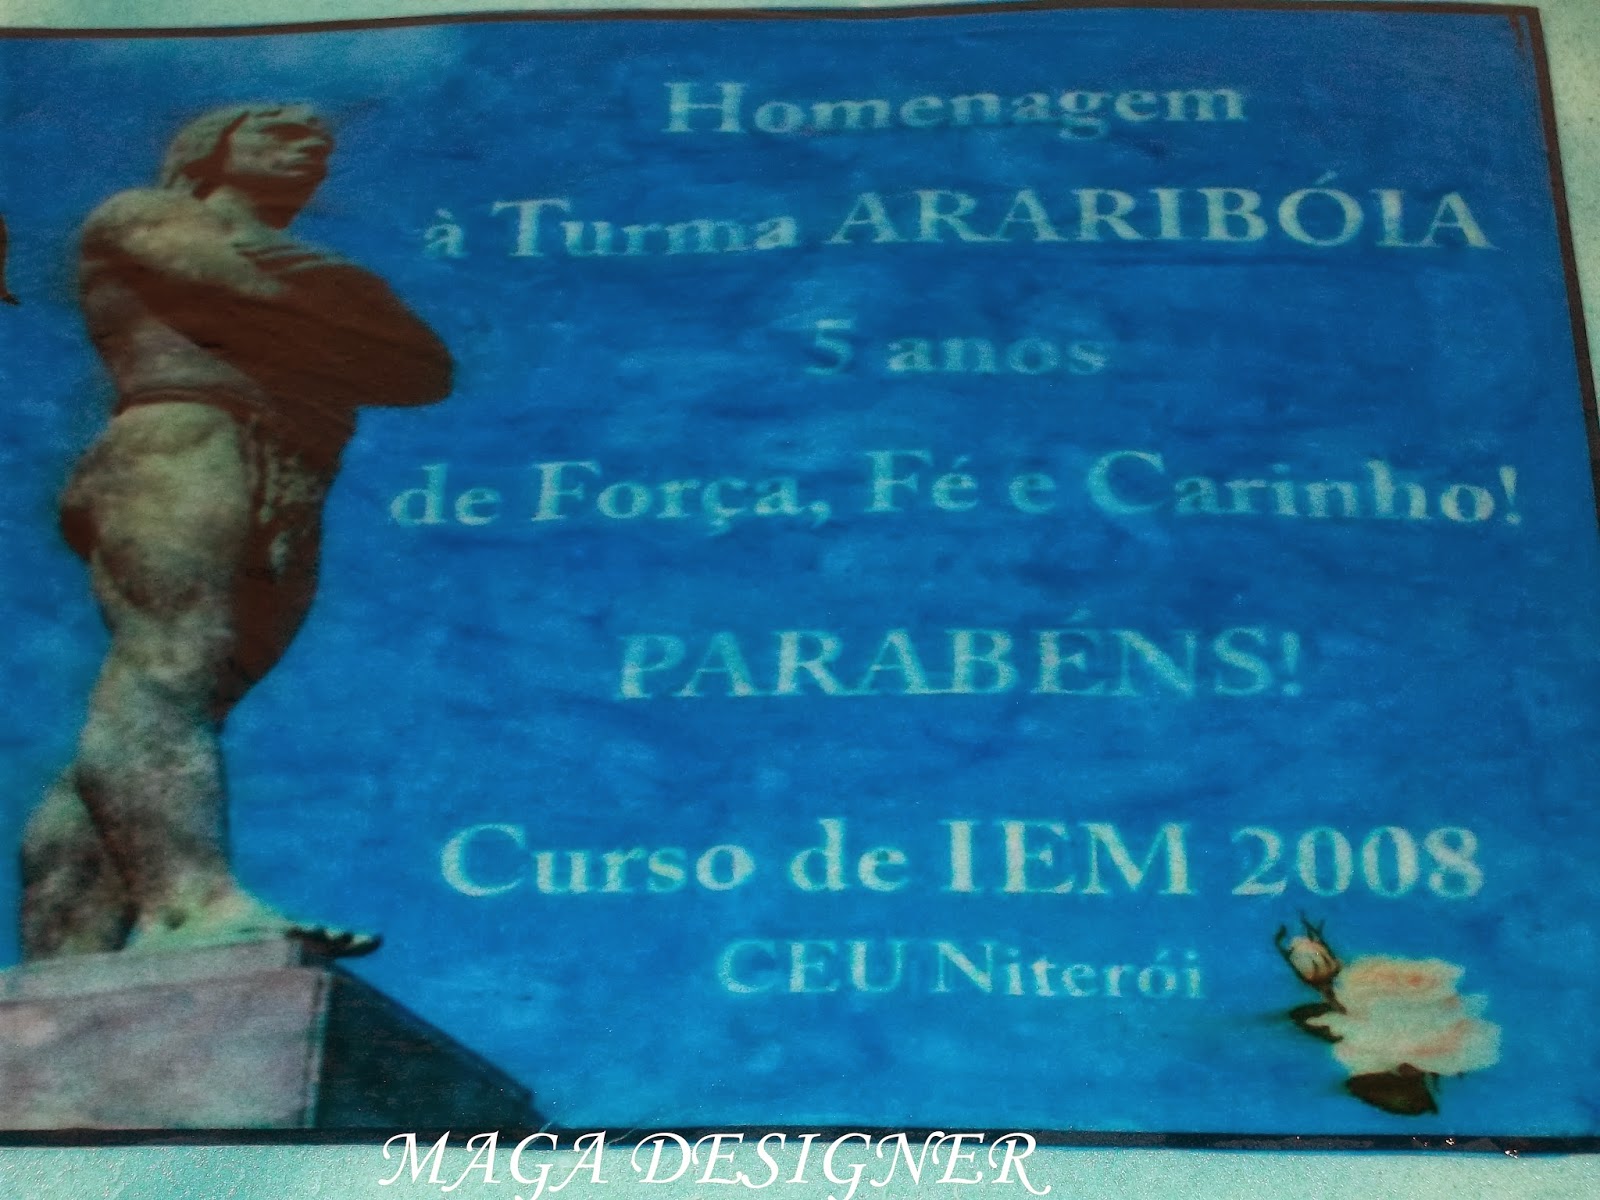 Homenagem
à Turma ARARIBÓIA
5 anos
de Força, Fé e Carinho!
PARABÉNS!
Curso de IEM 2008
CEU Niterói
MAGA DESIGNER